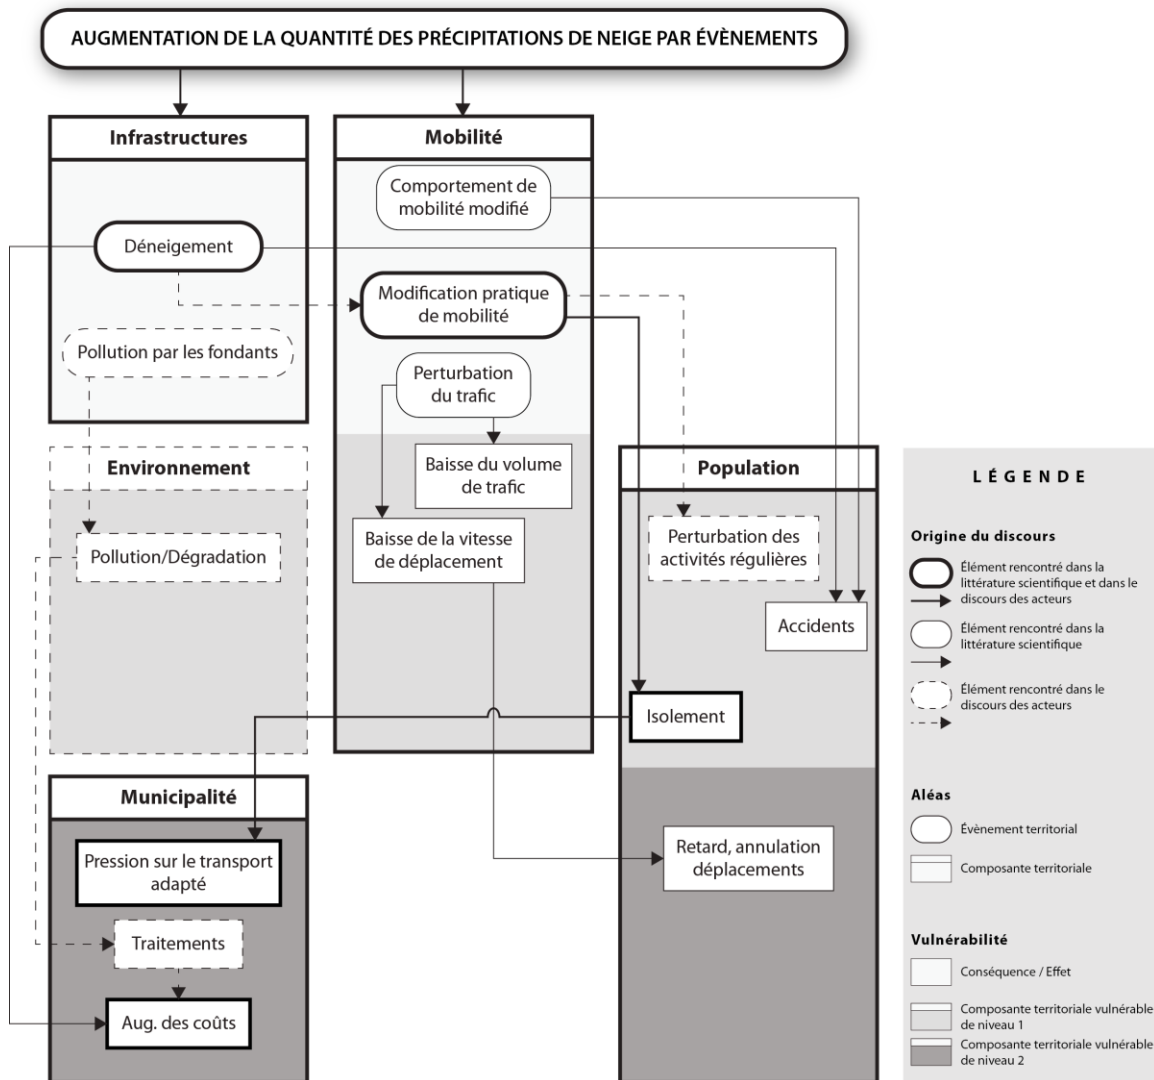 AUGMENTATION DE LA QUANTITÉ DES PRÉCIPITATIONS DE NEIGE PAR ÉVÈNEMENTS
Infrastructures
Déneigement
Pollution par les fondants
Mobilité
Comportement de
mobilité modifié
Modification pratique
de mobilité
Perturbation
du trafic
Baisse du volume
de trafic
Baisse de la vitesse
de déplacement
Environnement
Pollution/Dégradation
Population
Perturbation des
activités régulières
Accidents
Isolement
Retard, annulation
déplacements
Municipalité
Pression sur le transport
adapté
Traitements
Aug. des coûts
LÉGENDE
Origine du discours
Élément rencontré dans la
littérature scientifique et dans le
discours des acteurs
Élément rencontré dans la
littérature scientifique
Élément rencontré dans le
discours des acteurs
Aléas
Évènement territorial
Composante territoriale
Vulnérabilité
Conséquence / Effet
Composante territoriale vulnérable
de niveau 1
Composante territoriale vulnérable
de niveau 2